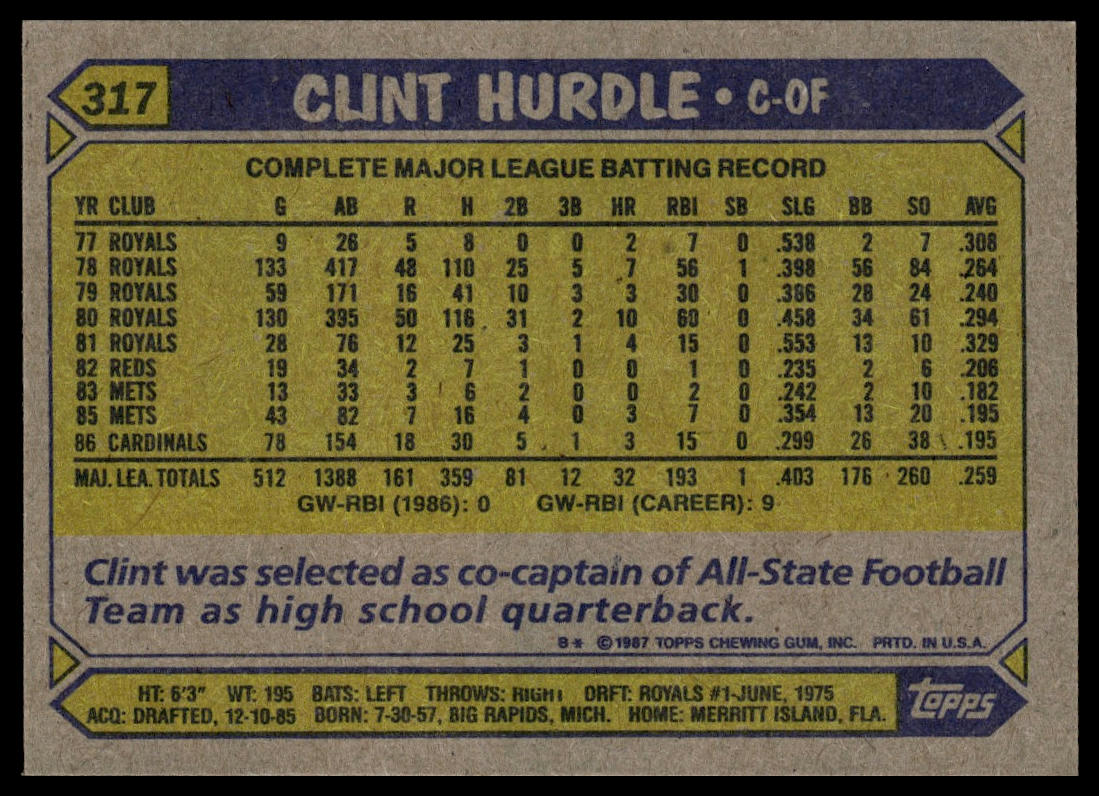 317 CLINT HURDLE • C-OF
COMPLETE MAJOR LEAGUE BATTING RECORD
YR CLUB G AB R H 2B 3B HR RBI SB SLG BB SO AVG
77 ROYALS 9 26 5 8 0 0 2 7 0 .538 2 7 .308
78 ROYALS 133 417 48 110 25 5 7 56 1 .398 56 84 .264
79 ROYALS 59 171 16 41 10 3 3 30 0 .386 28 24 .240
80 ROYALS 130 395 50 116 31 2 10 60 0 .458 34 61 .294
81 ROYALS 28 76 12 25 3 1 4 15 0 .553 13 10 .329
82 REDS 19 34 2 7 1 0 0 1 0 .235 2 6 .206
83 METS 13 33 3 6 2 0 0 2 0 .242 2 10 .182
85 METS 43 82 7 16 4 0 3 7 0 .354 13 20 .195
86 CARDINALS 78 154 18 30 5 1 3 15 0 .299 26 38 .195
MAJ. LEA. TOTALS 512 1388 161 359 81 12 32 193 1 .403 176 260 .259
GW-RBI (1986): 0 GW-RBI (CAREER): 9
Clint was selected as co-captain of All-State Football
Team as high school quarterback.
B* ©1987 TOPPS CHEWING GUM, INC. PRTD. IN U.S.A.
HT: 6'3" WT: 195 BATS: LEFT THROWS: RIGHT DRFT: ROYALS #1-JUNE, 1975
ACQ: DRAFTED, 12-10-85 BORN: 7-30-57, BIG RAPIDS, MICH. HOME: MERRITT ISLAND, FLA.
Topps